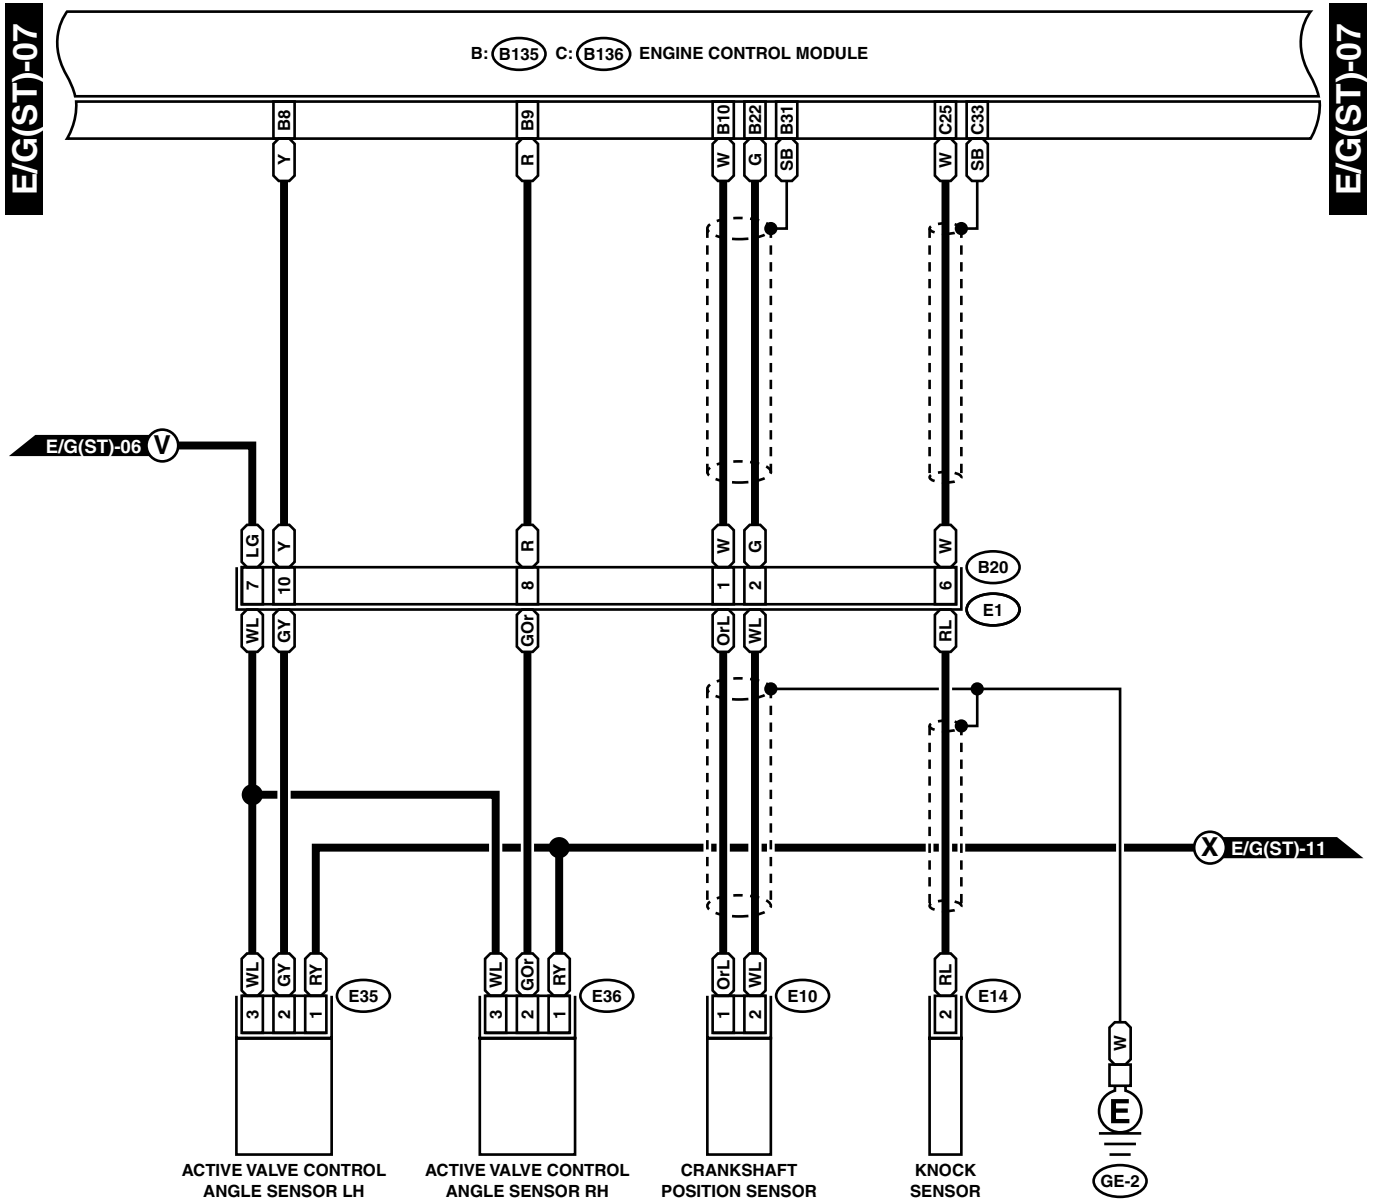 E/G(ST)-07
E/G(ST)-07
B: B135 C: B136 ENGINE CONTROL MODULE
B8 B9 B10 B22 B31 C25 C33
Y R W G SB W SB
E/G(ST)-06 V
LG Y R W G W
B20
7 10 8 1 2 6
E1
WL GY GOr OrL WL RL
X E/G(ST)-11
WL GY RY WL GOr RY OrL WL RL
E35 E36 E10 E14
3 2 1 3 2 1 1 2 2
W
E
GE-2
ACTIVE VALVE CONTROL
ANGLE SENSOR LH
ACTIVE VALVE CONTROL
ANGLE SENSOR RH
CRANKSHAFT
POSITION SENSOR
KNOCK
SENSOR